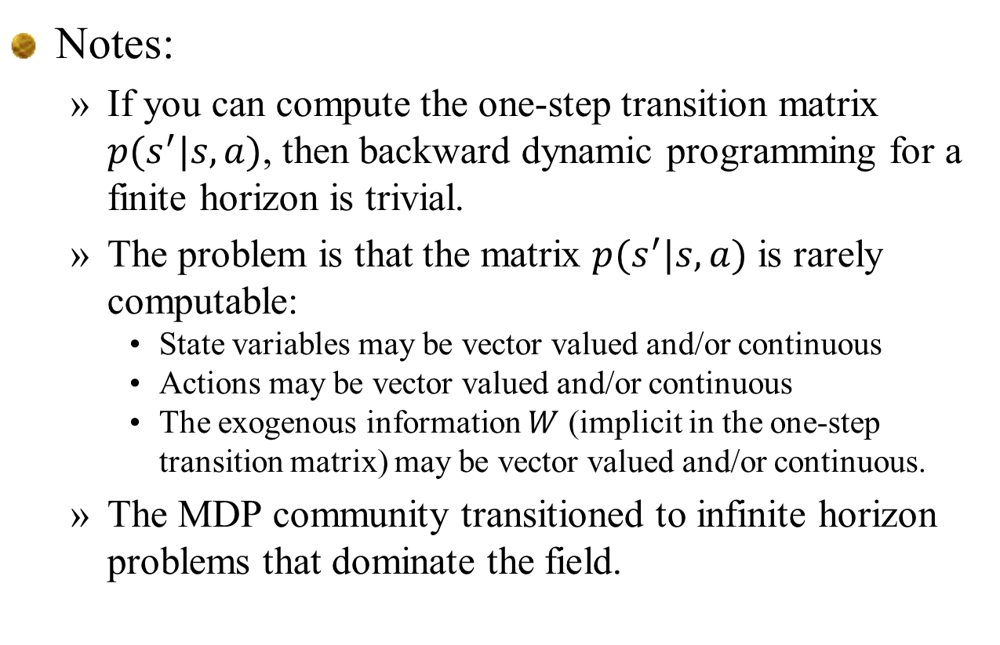 Notes:
» If you can compute the one-step transition matrix
p(s′|s, a), then backward dynamic programming for a
finite horizon is trivial.
» The problem is that the matrix p(s′|s, a) is rarely
computable:
• State variables may be vector valued and/or continuous
• Actions may be vector valued and/or continuous
• The exogenous information W (implicit in the one-step
transition matrix) may be vector valued and/or continuous.
» The MDP community transitioned to infinite horizon
problems that dominate the field.